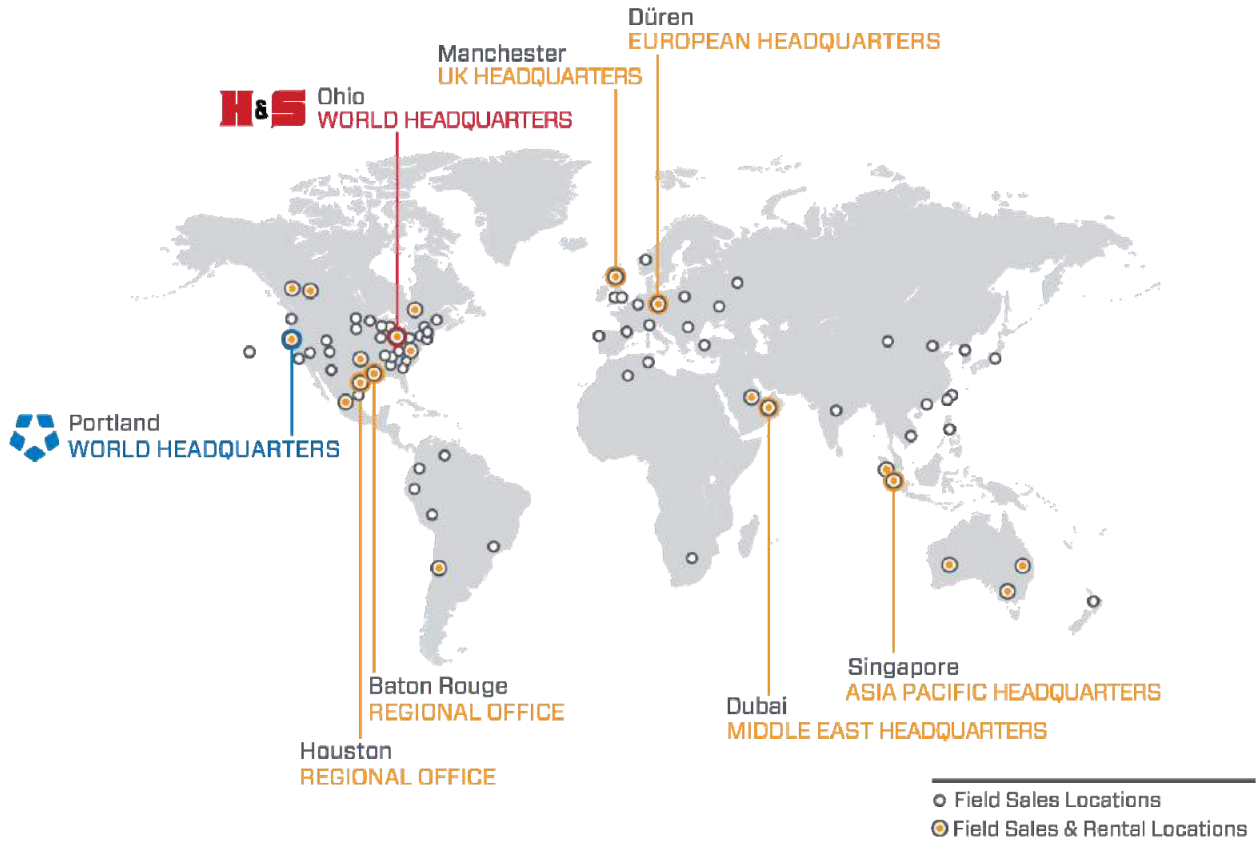 Düren
EUROPEAN HEADQUARTERS
Manchester
UK HEADQUARTERS
H&S
Ohio
WORLD HEADQUARTERS
Portland
WORLD HEADQUARTERS
Baton Rouge
REGIONAL OFFICE
Houston
REGIONAL OFFICE
Singapore
ASIA PACIFIC HEADQUARTERS
Dubai
MIDDLE EAST HEADQUARTERS
Field Sales Locations
Field Sales & Rental Locations